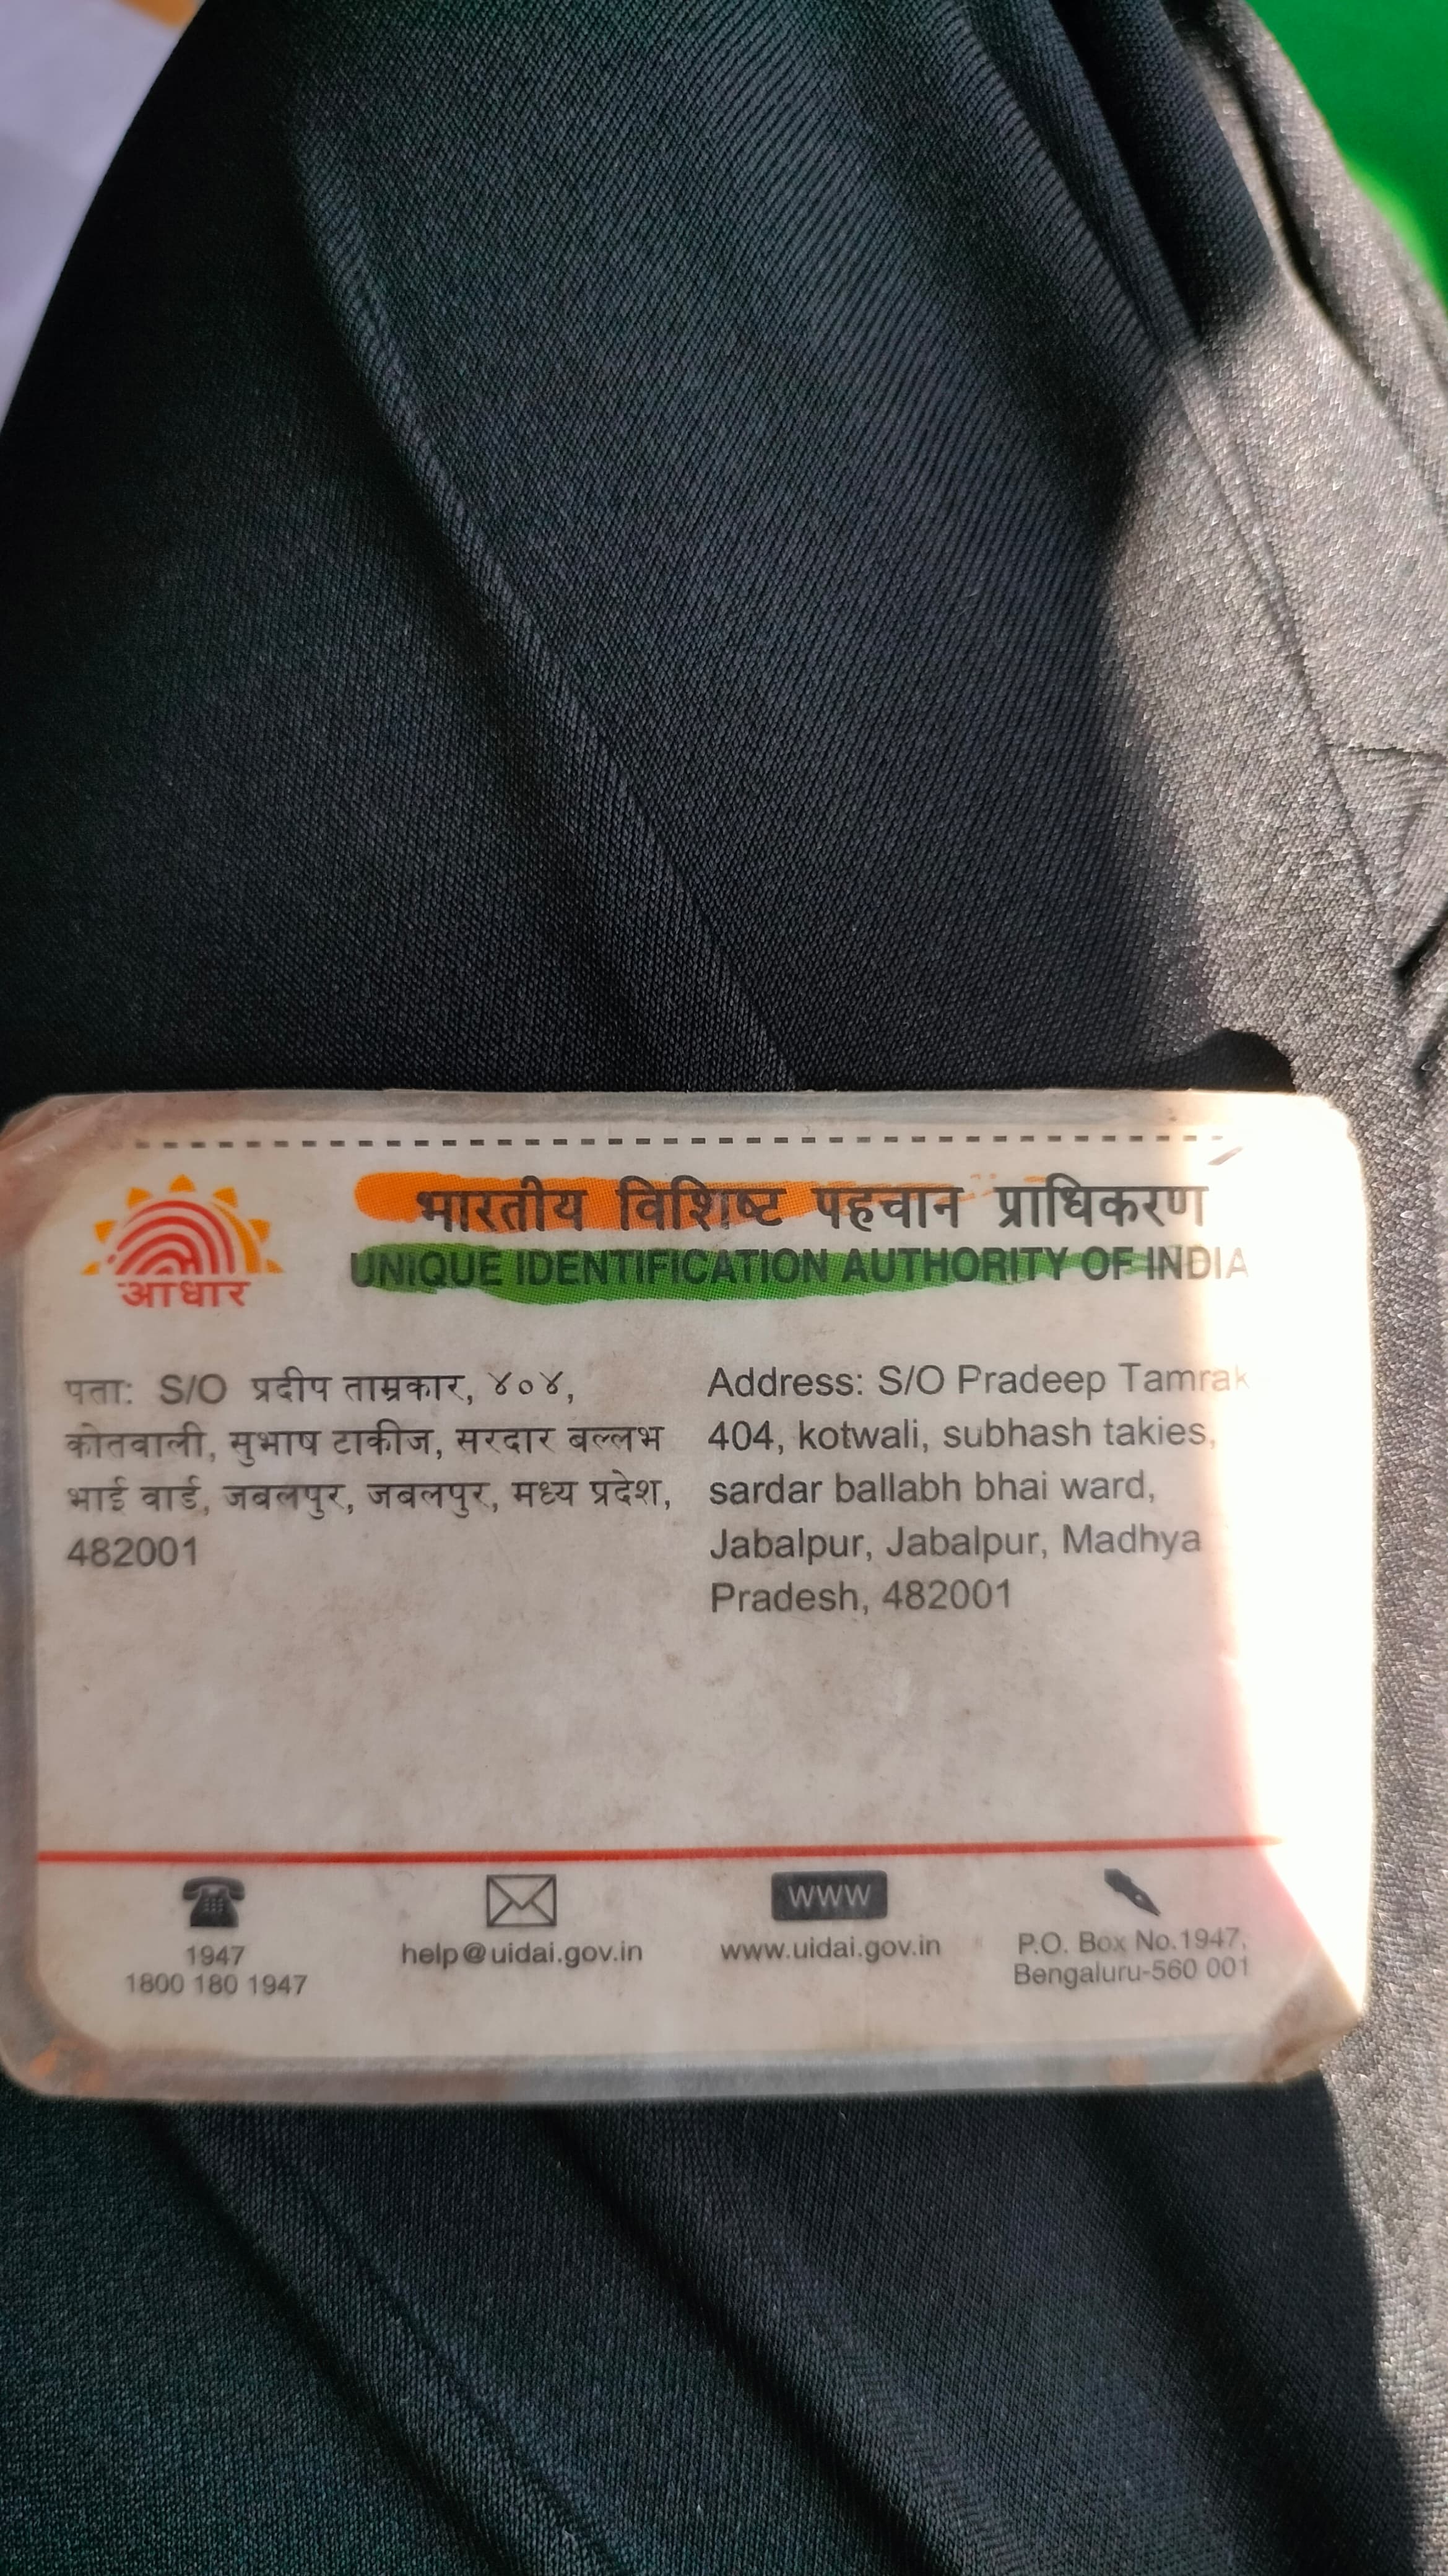 भारतीय विशिष्ट पहचान प्राधिकरण
UNIQUE IDENTIFICATION AUTHORITY OF INDIA
आधार
पता: S/O प्रदीप ताम्रकार, ४०४,
कोतवाली, सुभाष टाकीज, सरदार बल्लभ
भाई वार्ड, जबलपुर, जबलपुर, मध्य प्रदेश,
482001
Address: S/O Pradeep
404, kotwali, subhash takies,
sardar ballabh bhai ward,
Jabalpur, Jabalpur, Madhya
Pradesh, 482001
1947
1800 180 1947
help@uidai.gov.in
www
www.uidai.gov.in
P.O. Box No.1947,
Bengaluru-560 001